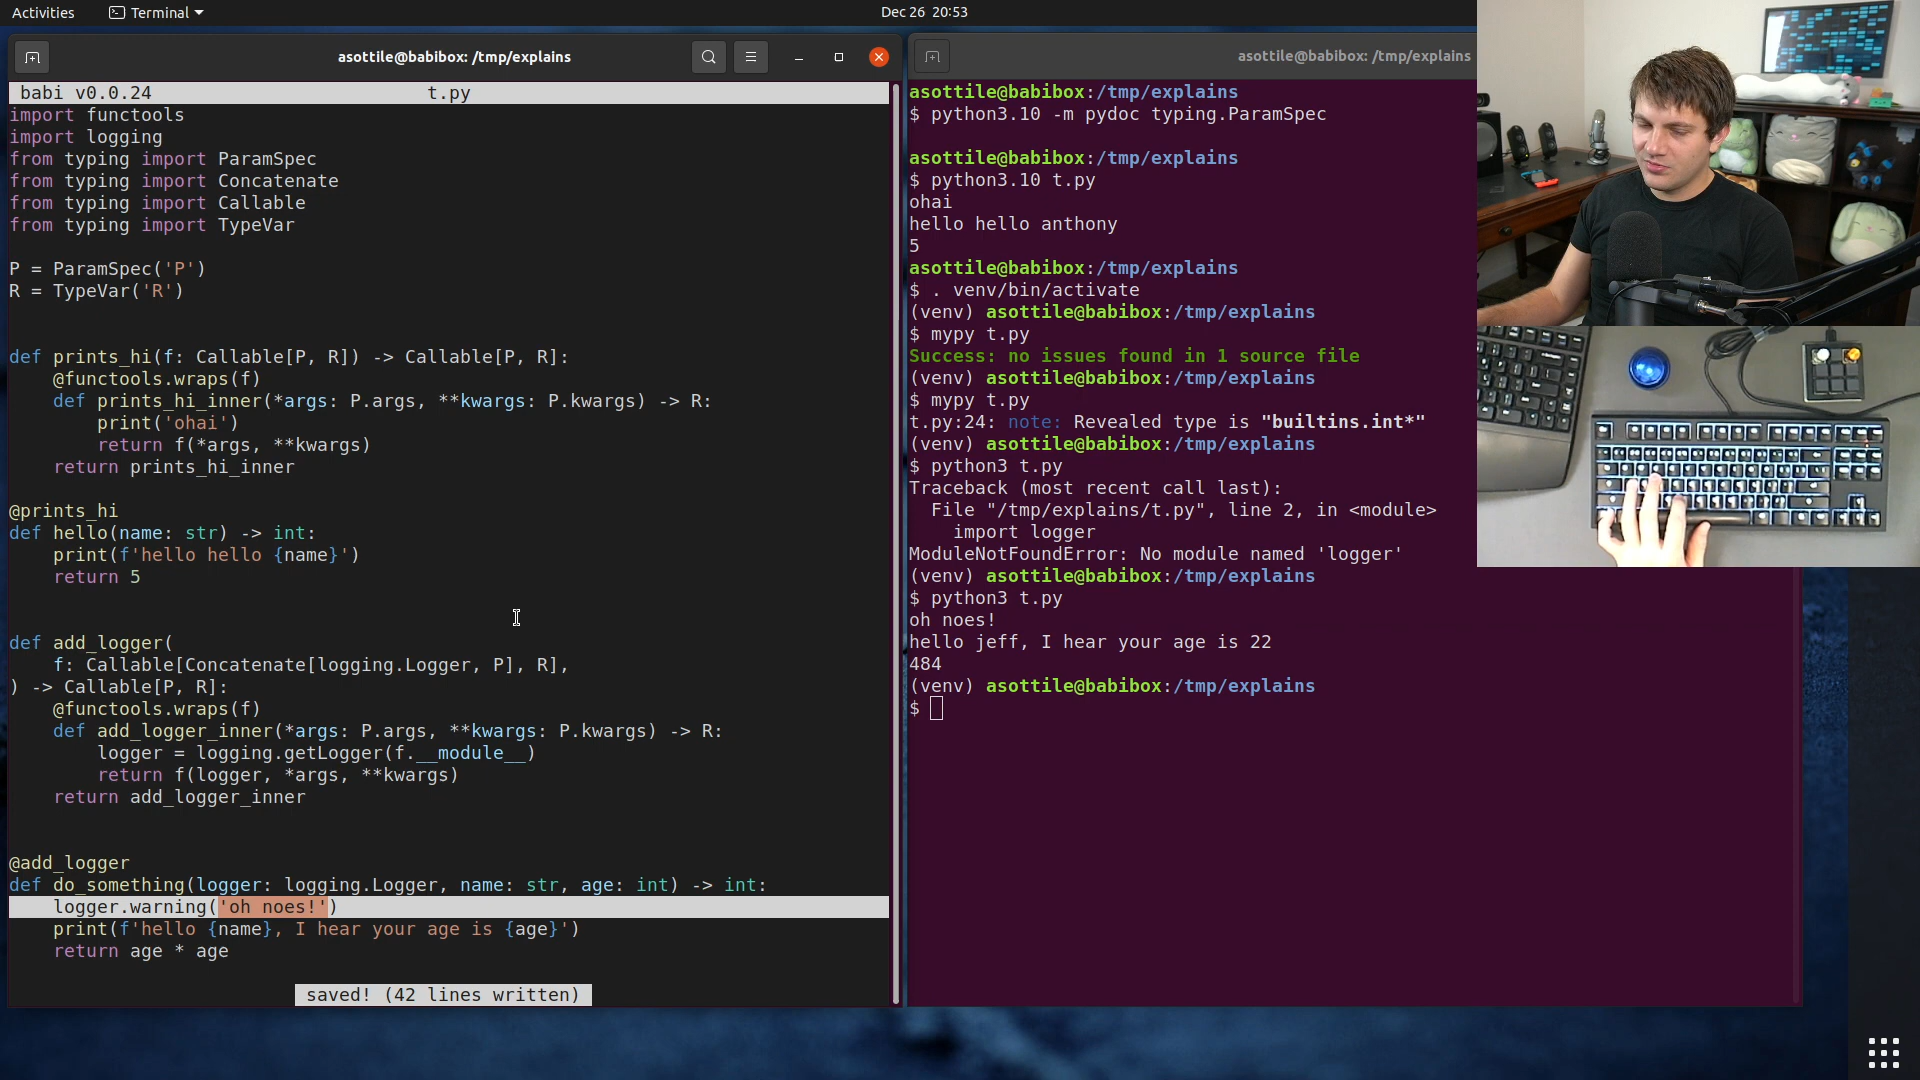 Activities
Terminal
Dec 26 20:53
asottile@babibox: /tmp/explains
babi v0.0.24 t.py
import functools
import logging
from typing import ParamSpec
from typing import Concatenate
from typing import Callable
from typing import TypeVar
P = ParamSpec('P')
R = TypeVar('R')
def prints_hi(f: Callable[P, R]) -> Callable[P, R]:
    @functools.wraps(f)
    def prints_hi_inner(*args: P.args, **kwargs: P.kwargs) -> R:
        print('ohai')
        return f(*args, **kwargs)
    return prints_hi_inner
@prints_hi
def hello(name: str) -> int:
    print(f'hello hello {name}')
    return 5
def add_logger(
    f: Callable[Concatenate[logging.Logger, P], R],
) -> Callable[P, R]:
    @functools.wraps(f)
    def add_logger_inner(*args: P.args, **kwargs: P.kwargs) -> R:
        logger = logging.getLogger(f.__module__)
        return f(logger, *args, **kwargs)
    return add_logger_inner
@add_logger
def do_something(logger: logging.Logger, name: str, age: int) -> int:
    logger.warning('oh noes!')
    print(f'hello {name}, I hear your age is {age}')
    return age * age
saved! (42 lines written)
asottile@babibox: /tmp/explains
asottile@babibox:/tmp/explains
$ python3.10 -m pydoc typing.ParamSpec
asottile@babibox:/tmp/explains
$ python3.10 t.py
ohai
hello hello anthony
5
asottile@babibox:/tmp/explains
$ . venv/bin/activate
(venv) asottile@babibox:/tmp/explains
$ mypy t.py
Success: no issues found in 1 source file
(venv) asottile@babibox:/tmp/explains
$ mypy t.py
t.py:24: note: Revealed type is "builtins.int*"
(venv) asottile@babibox:/tmp/explains
$ python3 t.py
Traceback (most recent call last):
  File "/tmp/explains/t.py", line 2, in <module>
    import logger
ModuleNotFoundError: No module named 'logger'
(venv) asottile@babibox:/tmp/explains
$ python3 t.py
oh noes!
hello jeff, I hear your age is 22
484
(venv) asottile@babibox:/tmp/explains
$